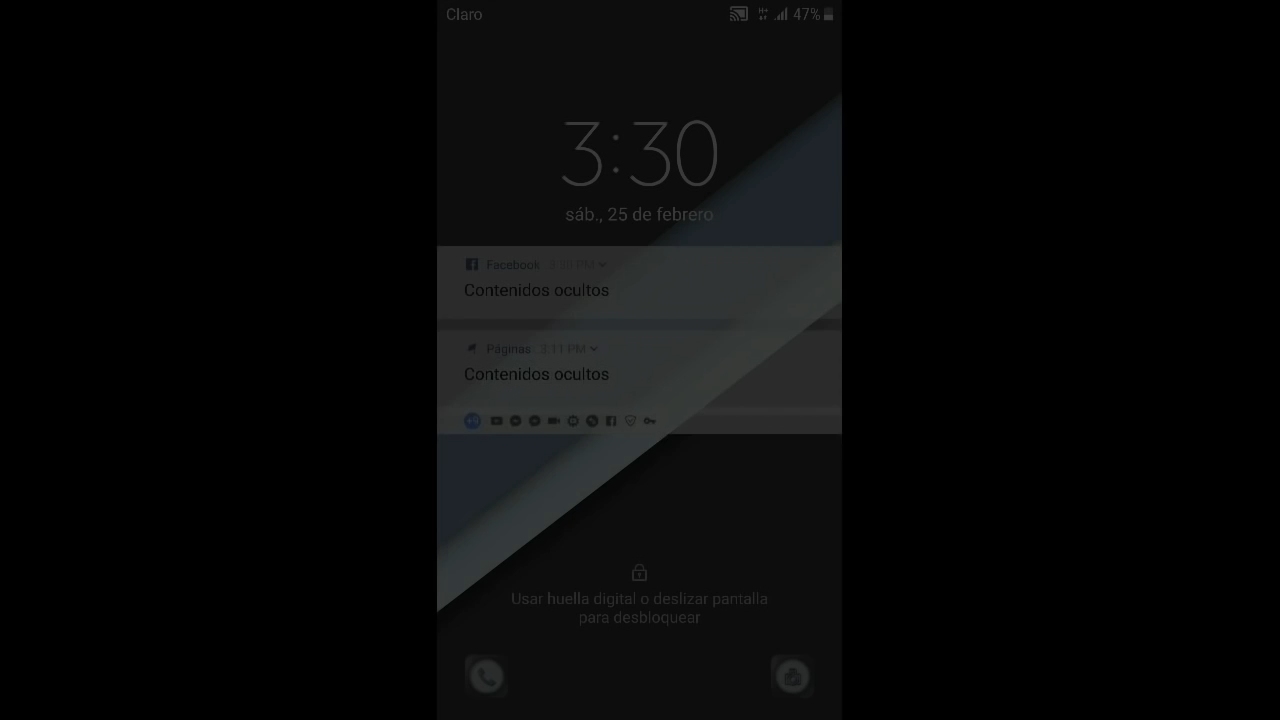 Claro
H+ 47%
3:30
sáb., 25 de febrero
Facebook
Contenidos ocultos
Páginas 3:11 PM
Contenidos ocultos
+9
Usar huella digital o deslizar pantalla
para desbloquear